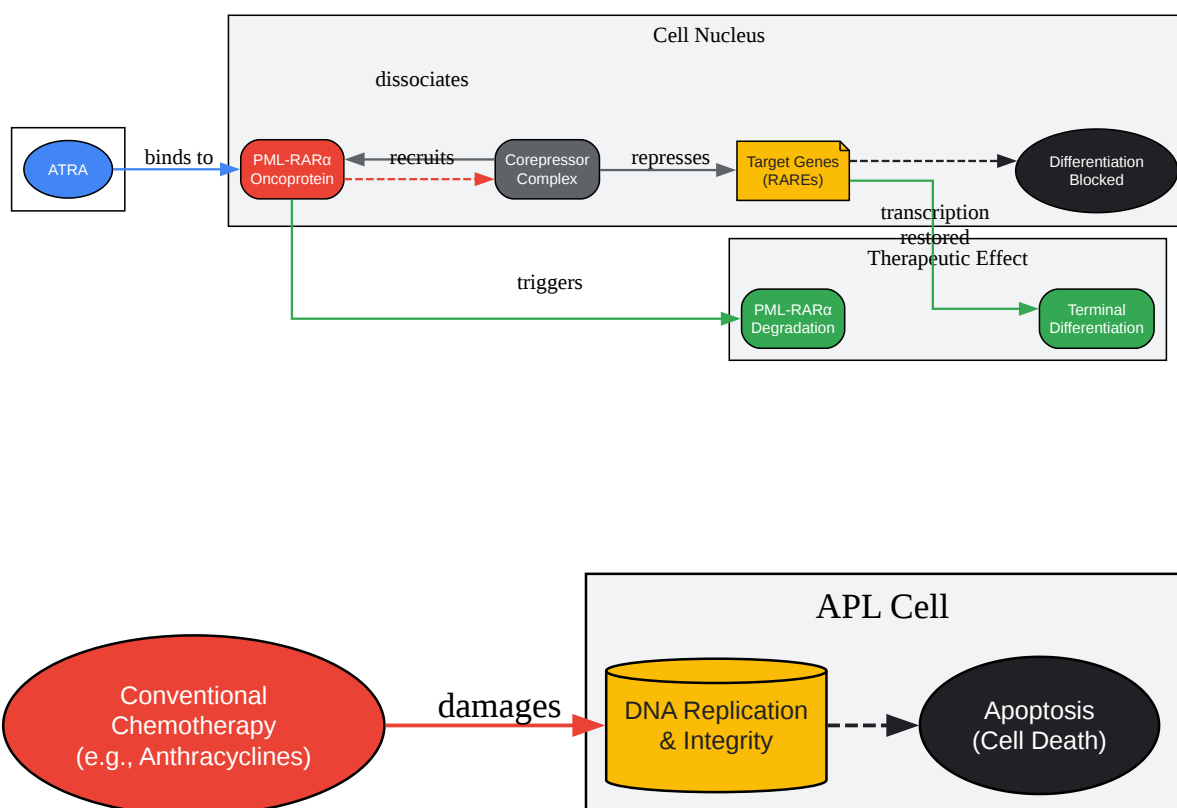 Cell Nucleus
dissociates
ATRA
binds to
PML-RARα
Oncoprotein
recruits
Corepressor
Complex
represses
Target Genes
(RAREs)
Differentiation
Blocked
transcription
restored
Therapeutic Effect
triggers
PML-RARα
Degradation
Terminal
Differentiation
APL Cell
Conventional
Chemotherapy
(e.g., Anthracyclines)
damages
DNA Replication
& Integrity
Apoptosis
(Cell Death)